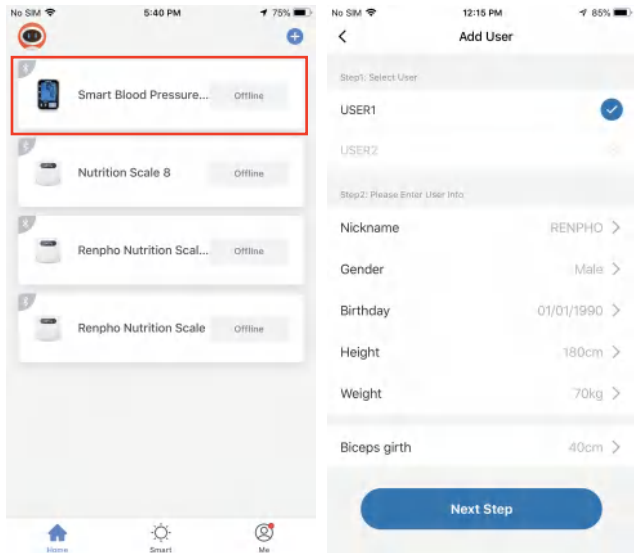 No SIM 5:40 PM 75%
Smart Blood Pressure... Offline
Nutrition Scale 8 Offline
Renpho Nutrition Scal... Offline
Renpho Nutrition Scale Offline
Home Smart Me
No SIM 12:15 PM 85%
Add User
Step1: Select User
USER1
USER2
Step2: Please Enter User Info
Nickname RENPHO
Gender Male
Birthday 01/01/1990
Height 180cm
Weight 70kg
Biceps girth 40cm
Next Step